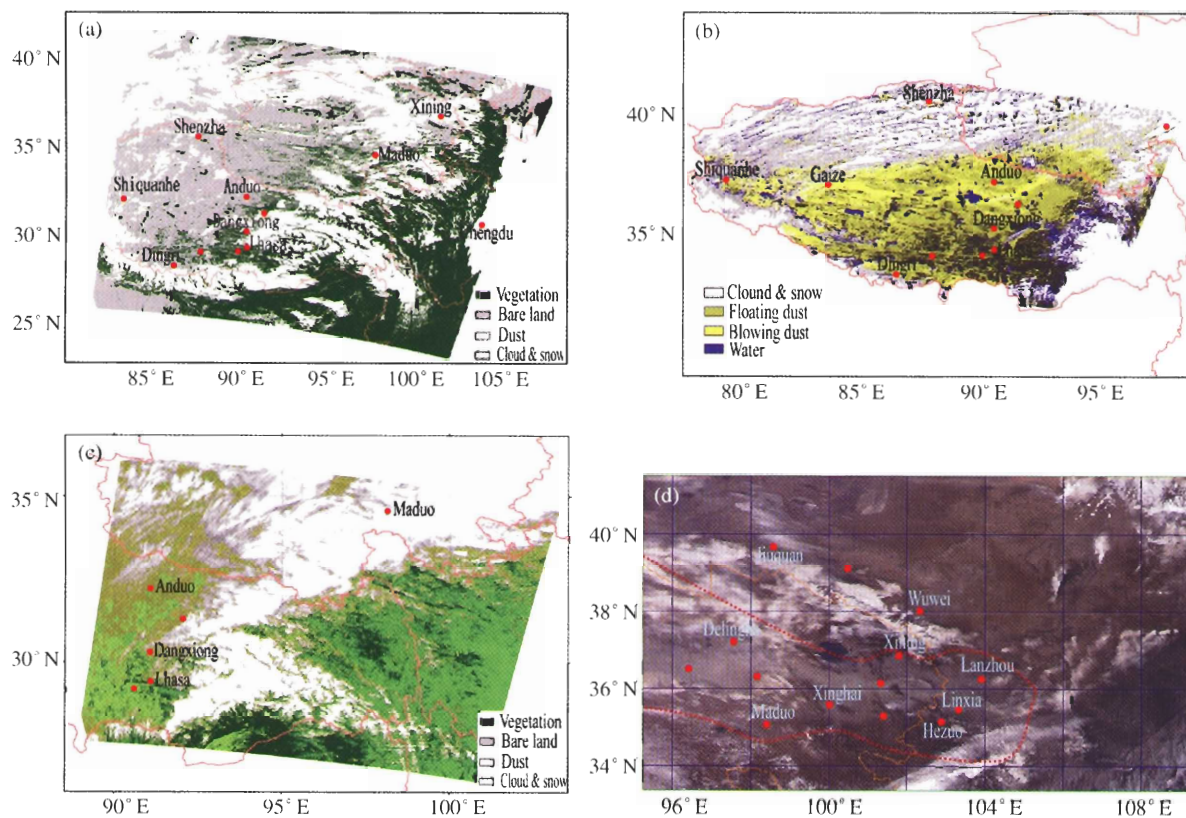 (a)
40° N
35° N
30° N
25° N
Xining
Shenzha
Maduo
Shiquanhe
Anduo
Dangxiong
Lhasa
Dingri
Vegetation
Bare land
Dust
Cloud & snow
85° E 90° E 95° E 100° E 105° E
(b)
40° N
35° N
Shenzha
Shiquanhe
Gaize
Anduo
Dangxiong
Dingri
Clound & snow
Floating dust
Blowing dust
Water
80° E 85° E 90° E 95° E
(c)
35° N
30° N
Maduo
Anduo
Dangxiong
Lhasa
Vegetation
Bare land
Dust
Cloud & snow
90° E 95° E 100° E
(d)
40° N
38° N
36° N
34° N
Jiuquan
Wuwei
Xining
Lanzhou
Xinghai
Linxia
Maduo
Hezuo
96° E 100° E 104° E 108° E